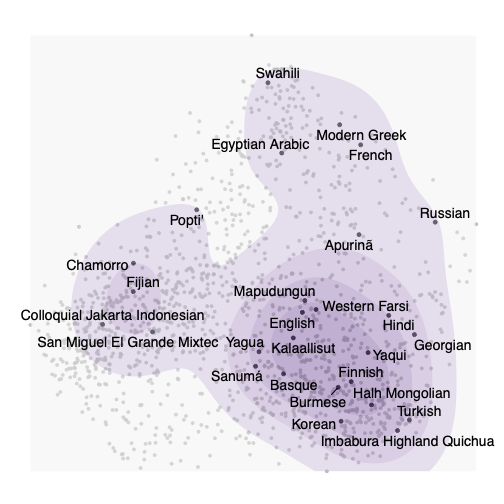 Swahili
Modern Greek
Egyptian Arabic
French
Russian
Popti'
Apurinã
Chamorro
Fijian
Mapudungun
Western Farsi
Colloquial Jakarta Indonesian
English
Hindi
San Miguel El Grande Mixtec
Yagua
Kalaallisut
Georgian
Yaqui
Sanumá
Finnish
Basque
Halh Mongolian
Burmese
Turkish
Korean
Imbabura Highland Quichua